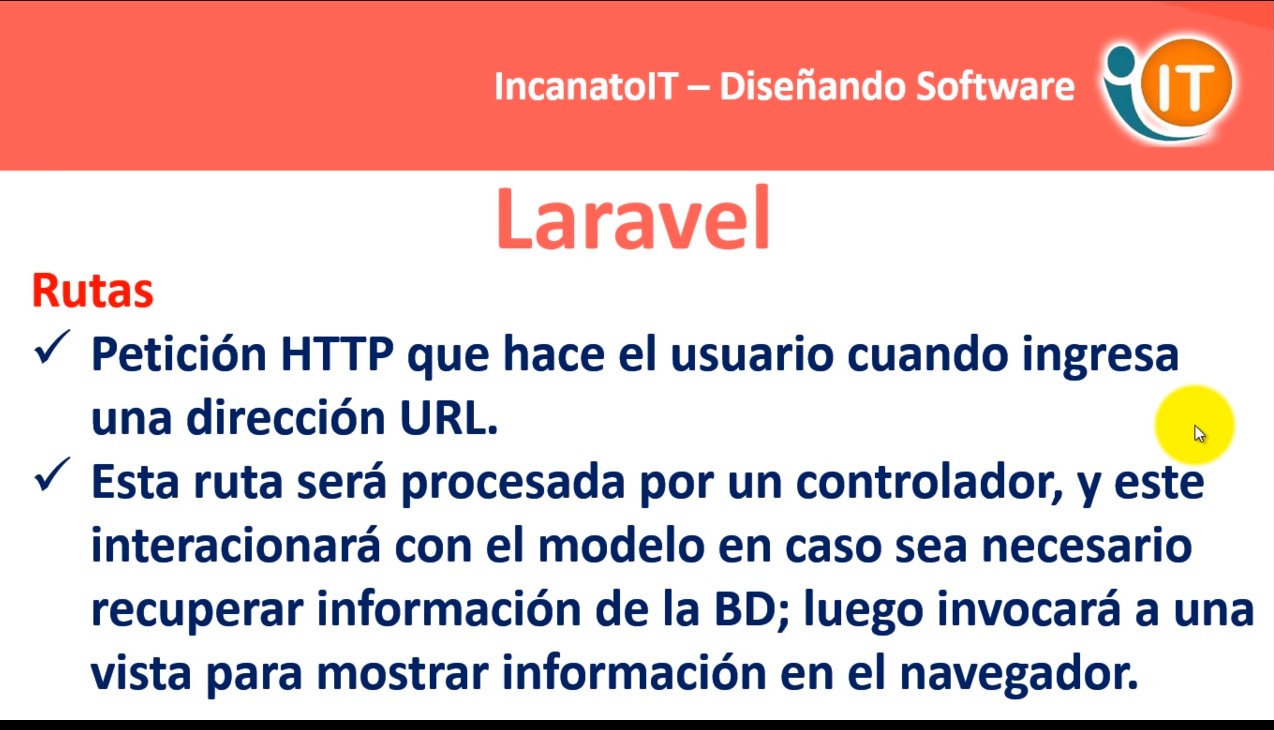 IncanatoIT – Diseñando Software
IT
Laravel
Rutas
✓ Petición HTTP que hace el usuario cuando ingresa
una dirección URL.
✓ Esta ruta será procesada por un controlador, y este
interacionará con el modelo en caso sea necesario
recuperar información de la BD; luego invocará a una
vista para mostrar información en el navegador.